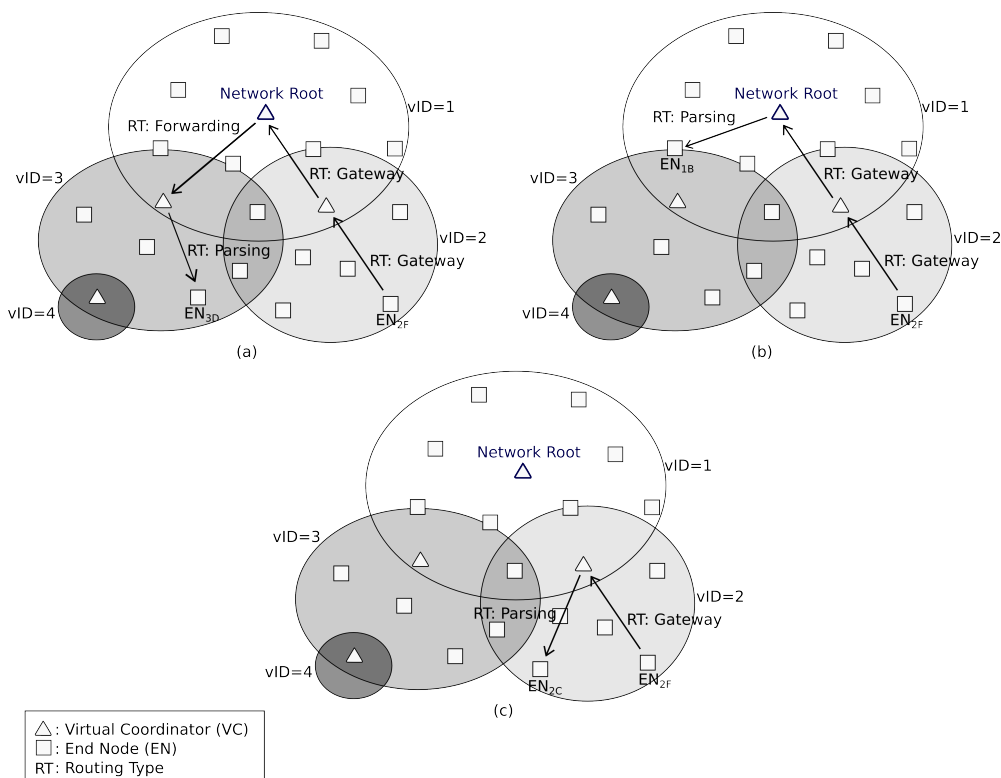 Network Root
vID=1
RT: Forwarding
RT: Gateway
vID=3
vID=2
RT: Parsing
RT: Gateway
vID=4
EN3D
EN2F
(a)
Network Root
vID=1
RT: Parsing
EN1B
RT: Gateway
vID=3
vID=2
RT: Gateway
vID=4
EN2F
(b)
Network Root
vID=1
vID=3
vID=2
RT: Parsing
RT: Gateway
vID=4
EN2C
EN2F
(c)
: Virtual Coordinator (VC)
: End Node (EN)
RT: Routing Type